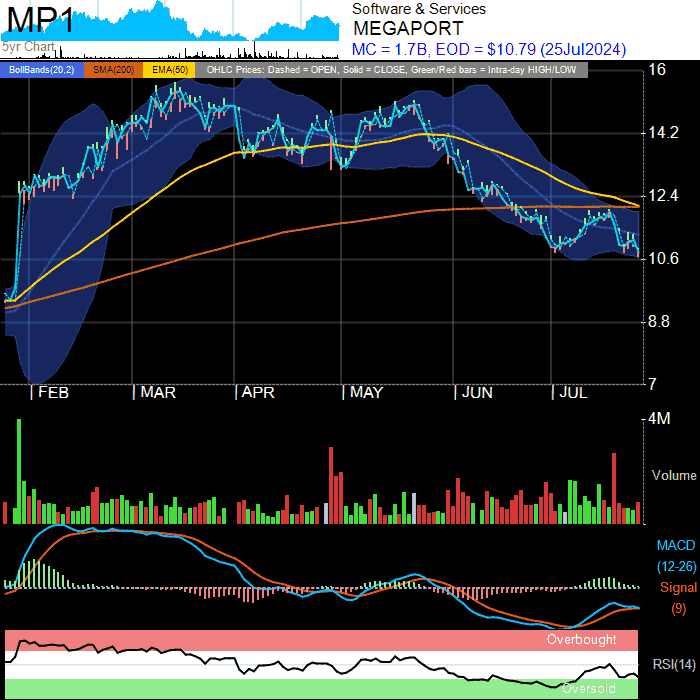 MP1
5yr Chart
Software & Services
MEGAPORT
MC = 1.7B, EOD = $10.79 (25Jul2024)
BollBands(20,2) SMA(200) EMA(50) OHLC Prices: Dashed = OPEN, Solid = CLOSE, Green/Red bars = Intra-day HIGH/LOW
16
14.2
12.4
10.6
8.8
7
FEB MAR APR MAY JUN JUL
4M
Volume
MACD
(12-26)
Signal
(9)
Overbought
RSI(14)
Oversold